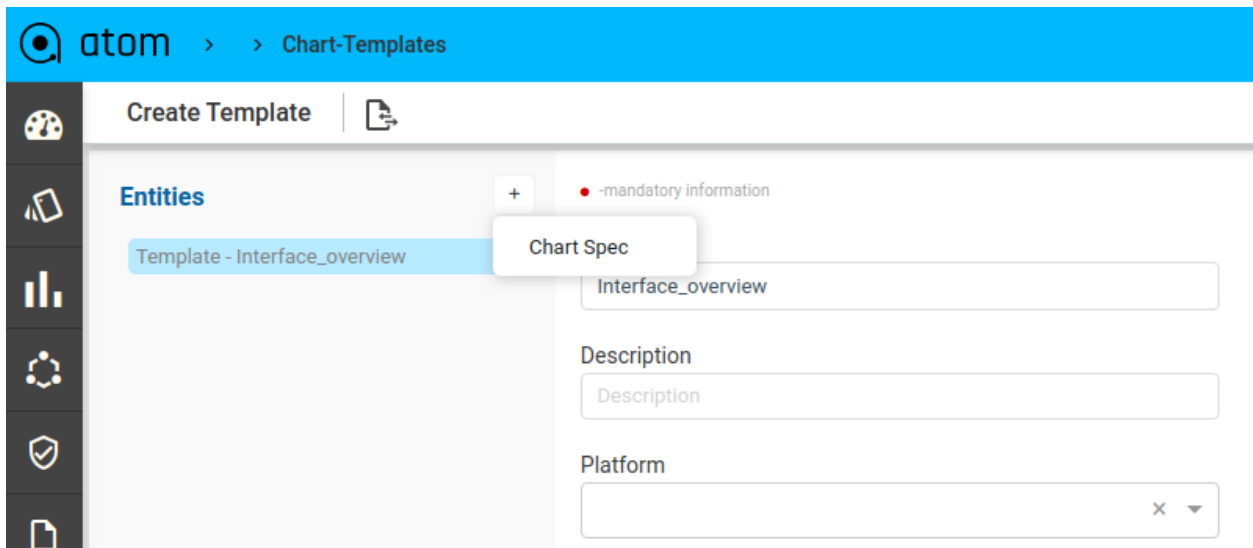 atom > > Chart-Templates
Create Template
Entities
+
-mandatory information
Template - Interface_overview
Chart Spec
Interface_overview
Description
Description
Platform